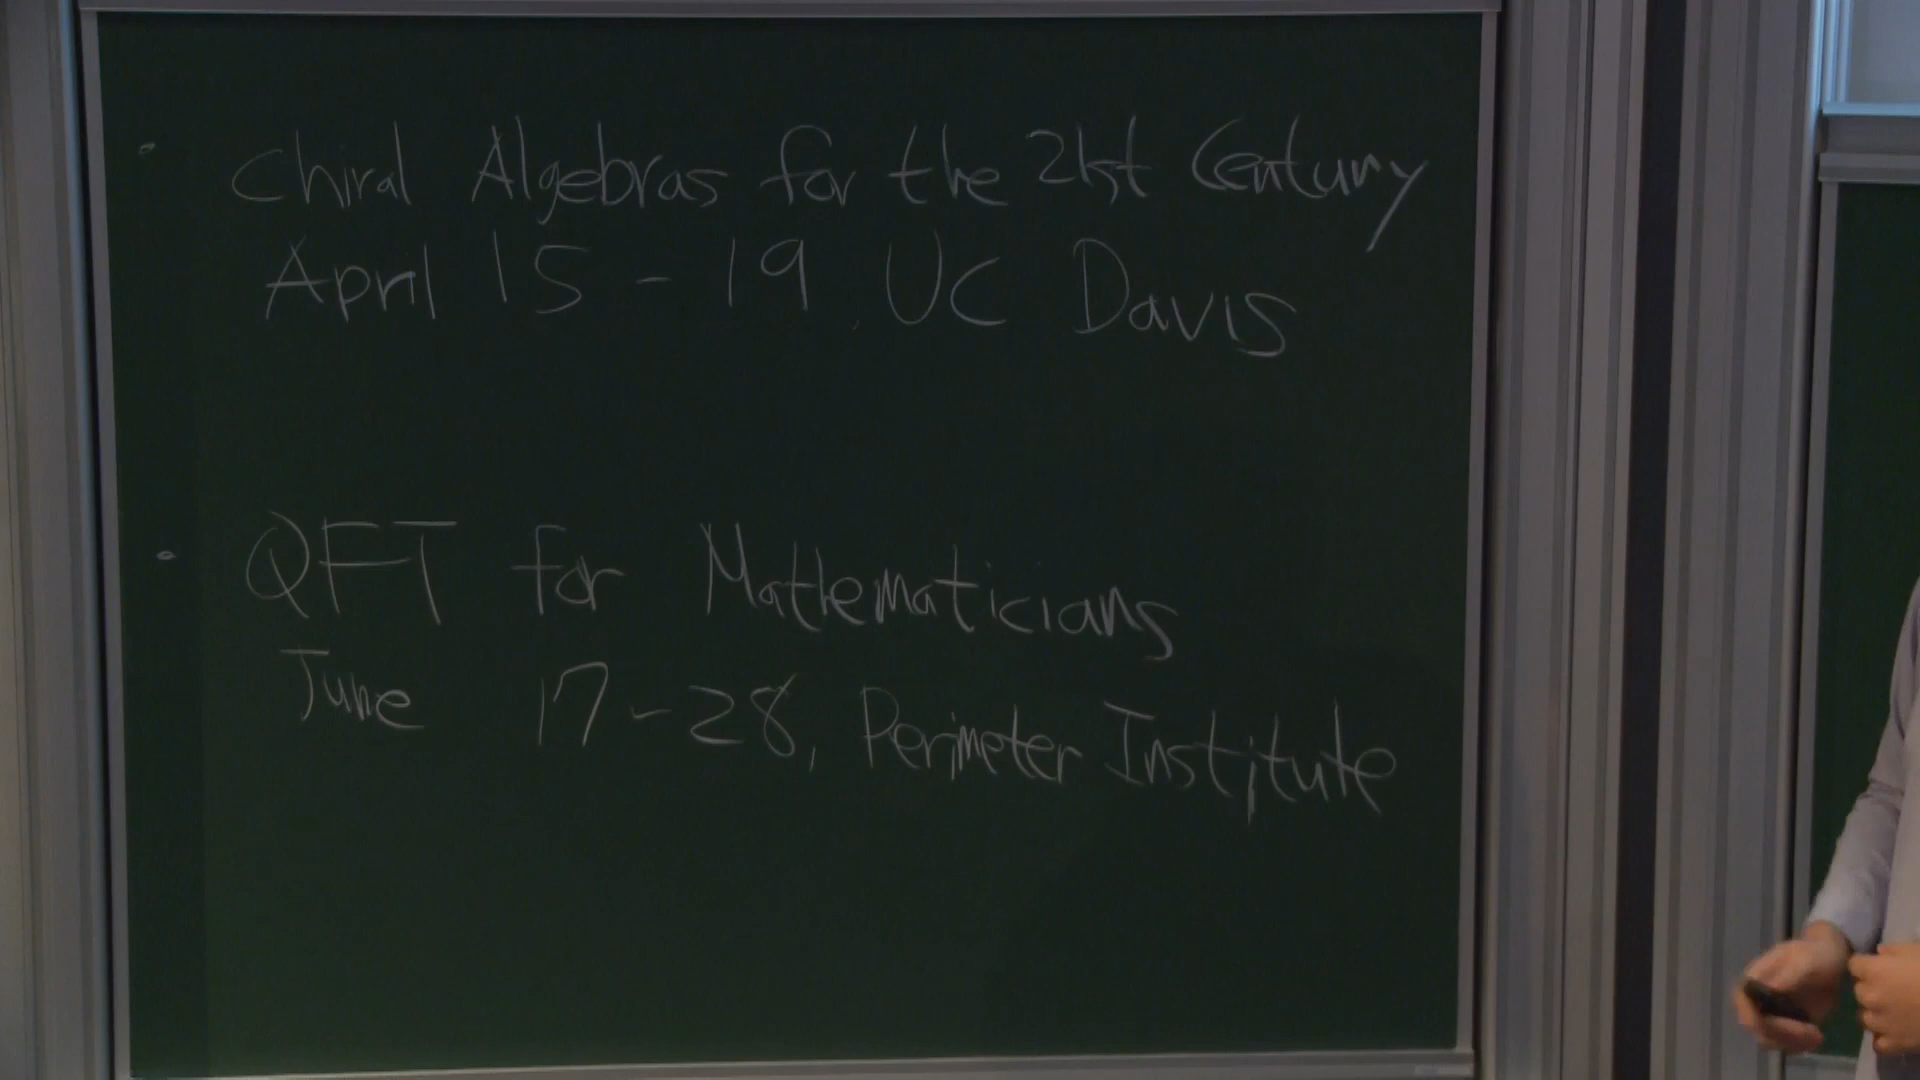 · Chiral Algebras for the 21st Century
April 15 - 19, UC Davis
· QFT for Mathematicians
June 17-28, Perimeter Institute